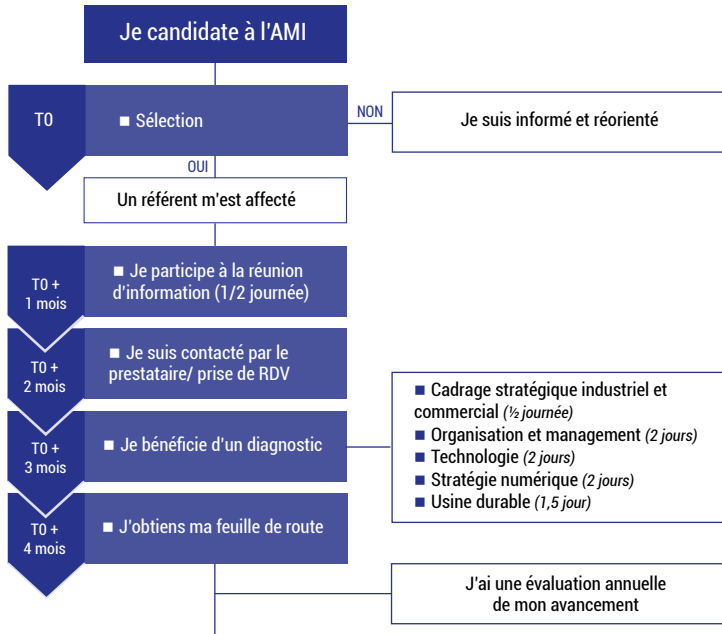 Je candidate à l'AMI
T0
■ Sélection
NON
Je suis informé et réorienté
OUI
Un référent m'est affecté
T0 +
1 mois
■ Je participe à la réunion
d'information (1/2 journée)
T0 +
2 mois
■ Je suis contacté par le
prestataire/ prise de RDV
T0 +
3 mois
■ Je bénéficie d'un diagnostic
■ Cadrage stratégique industriel et
commercial (½ journée)
■ Organisation et management (2 jours)
■ Technologie (2 jours)
■ Stratégie numérique (2 jours)
■ Usine durable (1,5 jour)
T0 +
4 mois
■ J'obtiens ma feuille de route
J'ai une évaluation annuelle
de mon avancement